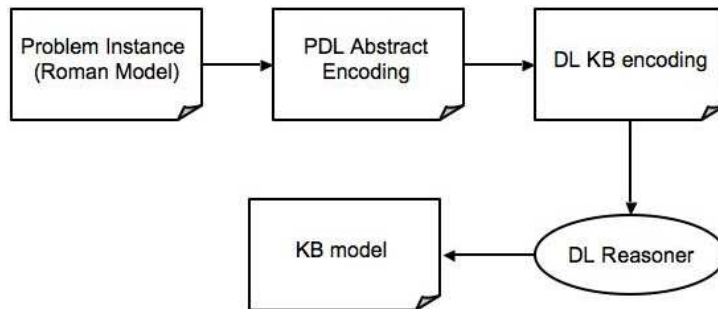 Problem Instance
(Roman Model)
PDL Abstract
Encoding
DL KB encoding
DL Reasoner
KB model